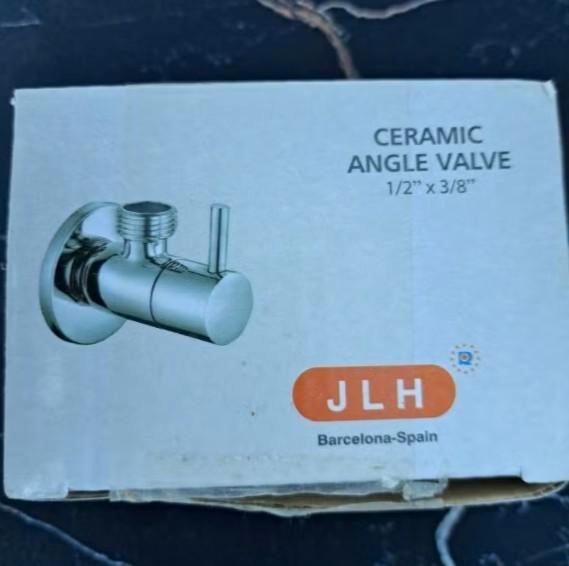 CERAMIC
ANGLE VALVE
1/2” x 3/8”
JLH
Barcelona-Spain